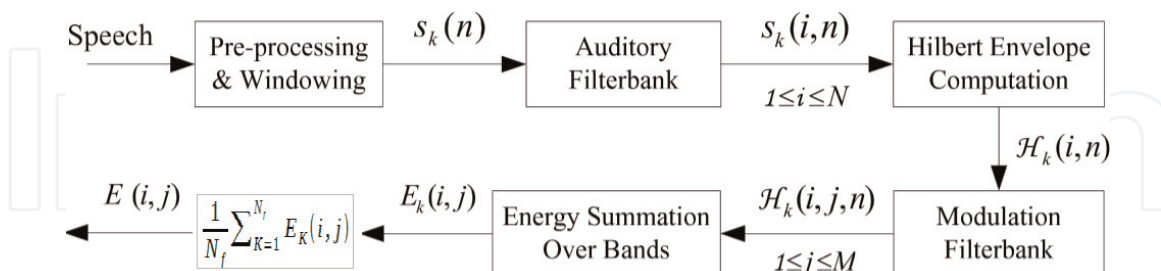 Speech
Pre-processing
& Windowing
s_k(n)
Auditory
Filterbank
s_k(i,n)
1≤i≤N
Hilbert Envelope
Computation
ℋ_k(i,n)
Modulation
Filterbank
ℋ_k(i,j,n)
1≤j≤M
Energy Summation
Over Bands
E_k(i,j)
1/N_f ∑_{K=1}^{N_f} E_K(i,j)
E (i,j)